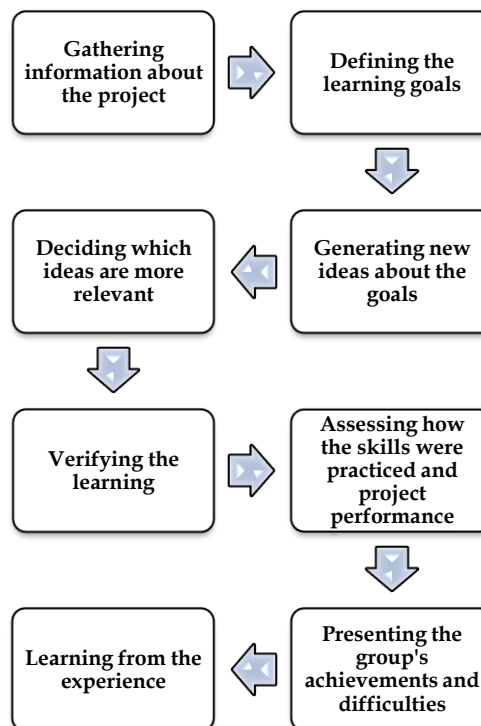 Gathering
information about
the project
Defining the
learning goals
Generating new
ideas about the
goals
Deciding which
ideas are more
relevant
Verifying the
learning
Assessing how
the skills were
practiced and
project
performance
Presenting the
group's
achievements and
difficulties
Learning from the
experience